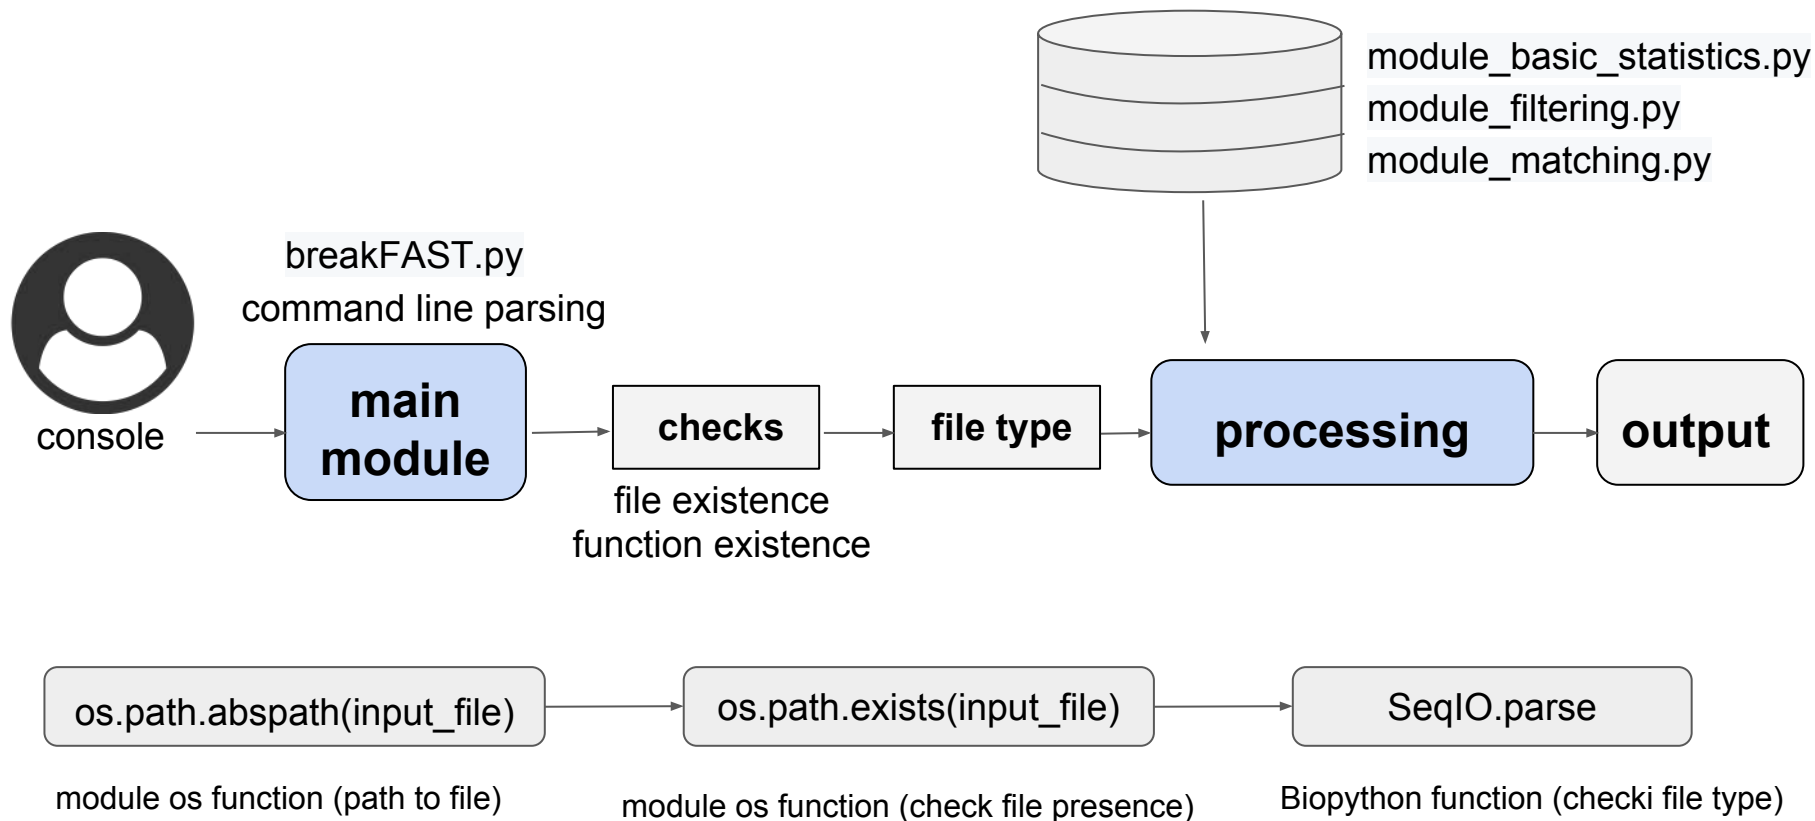 module_basic_statistics.py
module_filtering.py
module_matching.py
breakFAST.py
command line parsing
console
main
module
checks
file type
processing
output
file existence
function existence
os.path.abspath(input_file)
os.path.exists(input_file)
SeqIO.parse
module os function (path to file)
module os function (check file presence)
Biopython function (checki file type)